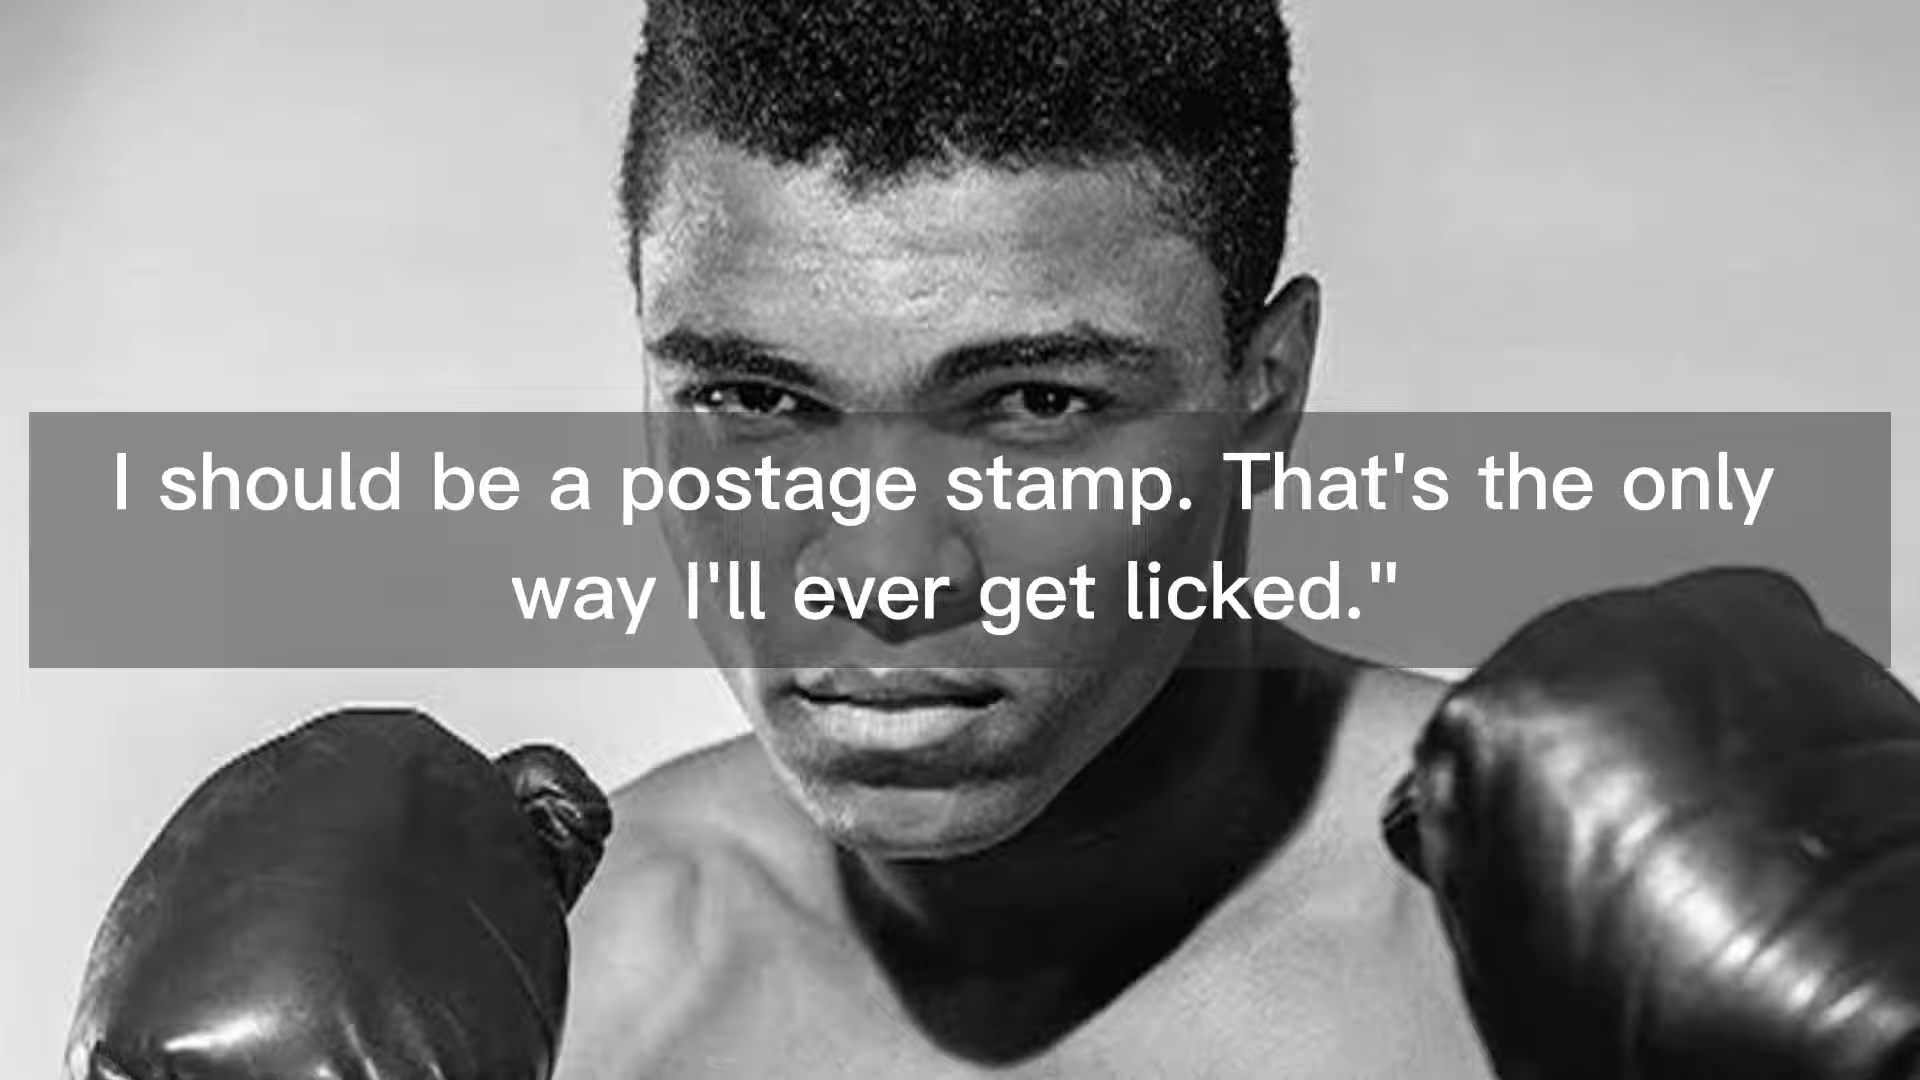 I should be a postage stamp. That's the only
way I'll ever get licked."